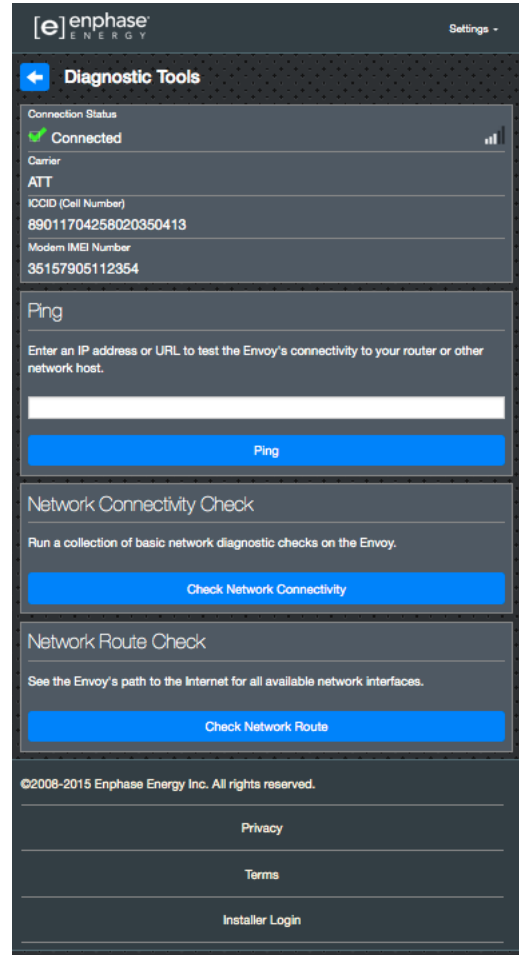 [e] enphase
ENERGY
Settings
Diagnostic Tools
Connection Status
Connected
Carrier
ATT
ICCID (Cell Number)
89011704258020350413
Modem IMEI Number
35157905112354
Ping
Enter an IP address or URL to test the Envoy's connectivity to your router or other
network host.
Ping
Network Connectivity Check
Run a collection of basic network diagnostic checks on the Envoy.
Check Network Connectivity
Network Route Check
See the Envoy's path to the Internet for all available network interfaces.
Check Network Route
©2008-2015 Enphase Energy Inc. All rights reserved.
Privacy
Terms
Installer Login